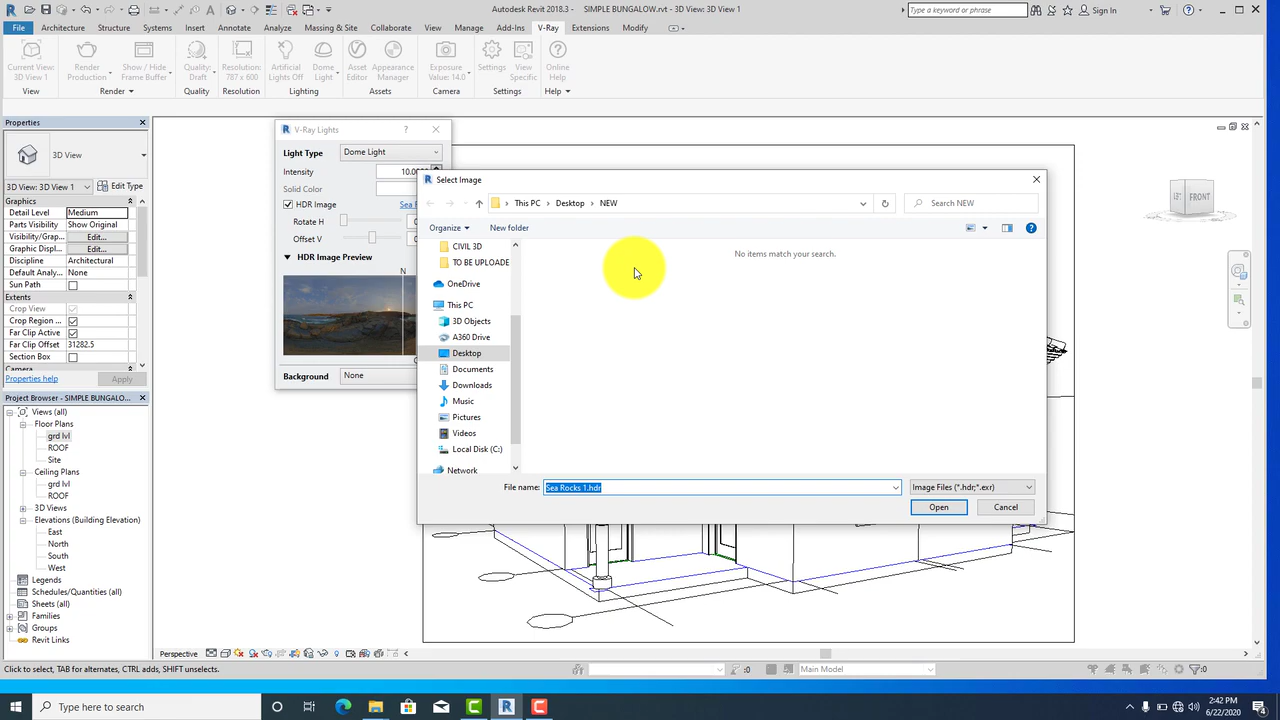 Autodesk Revit 2018.3 - SIMPLE BUNGALOW.rvt - 3D View: 3D View 1
Type a keyword or phrase
Sign In
File Architecture Structure Systems Insert Annotate Analyze Massing & Site Collaborate View Manage Add-Ins V-Ray Extensions Modify
Current View: 3D View 1
Render Production
Show / Hide Frame Buffer
Quality: Draft
Resolution: 787 x 600
Artificial Lights Off
Dome Light
Asset Editor
Appearance Manager
Exposure Value: 14.0
Settings
View Specific
Online Help
View Render Quality Resolution Lighting Assets Camera Settings Help
Properties
3D View
3D View: 3D View 1
Edit Type
Graphics
Detail Level Medium
Parts Visibility Show Original
Visibility/Grap... Edit...
Graphic Displ... Edit...
Discipline Architectural
Default Analy... None
Sun Path
Extents
Crop View
Crop Region ...
Far Clip Active
Far Clip Offset 31282.5
Section Box
Camera
Properties help
Apply
Project Browser - SIMPLE BUNGALOW
Views (all)
Floor Plans
grd lvl
ROOF
Site
Ceiling Plans
grd lvl
ROOF
3D Views
Elevations (Building Elevation)
East
North
South
West
Legends
Schedules/Quantities (all)
Sheets (all)
Families
Groups
Revit Links
V-Ray Lights
?
Light Type Dome Light
Intensity
Solid Color
HDR Image
Rotate H
Offset V
HDR Image Preview
N
Background None
Select Image
This PC Desktop NEW
Search NEW
Organize
New folder
No items match your search.
CIVIL 3D
TO BE UPLOADE
OneDrive
This PC
3D Objects
A360 Drive
Desktop
Documents
Downloads
Music
Pictures
Videos
Local Disk (C:)
Network
File name: Sea Rocks 1.hdr
Image Files (*.hdr;*.exr)
Open
Cancel
FRONT
Perspective
Click to select, TAB for alternates, CTRL adds, SHIFT unselects.
:0
Main Model
:0
Type here to search
2:42 PM
6/22/2020
4